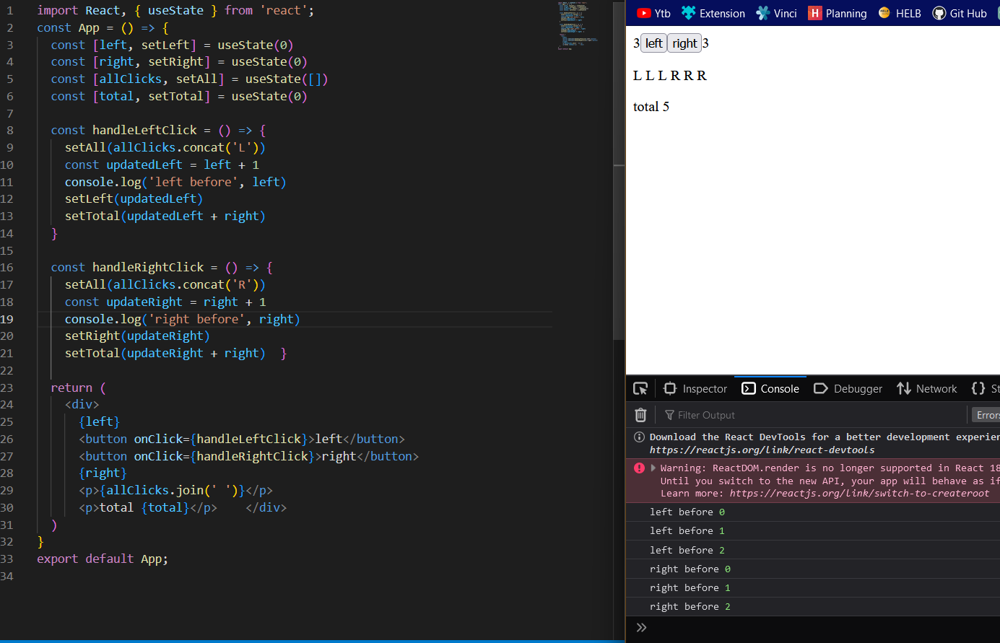 1 import React, { useState } from 'react';
2 const App = () => {
3 const [left, setLeft] = useState(0)
4 const [right, setRight] = useState(0)
5 const [allClicks, setAll] = useState([])
6 const [total, setTotal] = useState(0)
7
8 const handleLeftClick = () => {
9 setAll(allClicks.concat('L'))
10 const updatedLeft = left + 1
11 console.log('left before', left)
12 setLeft(updatedLeft)
13 setTotal(updatedLeft + right)
14 }
15
16 const handleRightClick = () => {
17 setAll(allClicks.concat('R'))
18 const updateRight = right + 1
19 console.log('right before', right)
20 setRight(updateRight)
21 setTotal(updateRight + right) }
22
23 return (
24 <div>
25 {left}
26 <button onClick={handleLeftClick}>left</button>
27 <button onClick={handleRightClick}>right</button>
28 {right}
29 <p>{allClicks.join(' ')}</p>
30 <p>total {total}</p> </div>
31 )
32 }
33 export default App;
34
Ytb Extension Vinci H Planning HELB Git Hub
3 left right 3
L L L R R R
total 5
Inspector Console Debugger Network {} St
Filter Output Errors
Download the React DevTools for a better development experien
https://reactjs.org/link/react-devtools
Warning: ReactDOM.render is no longer supported in React 18
Until you switch to the new API, your app will behave as if
Learn more: https://reactjs.org/link/switch-to-createroot
left before 0
left before 1
left before 2
right before 0
right before 1
right before 2